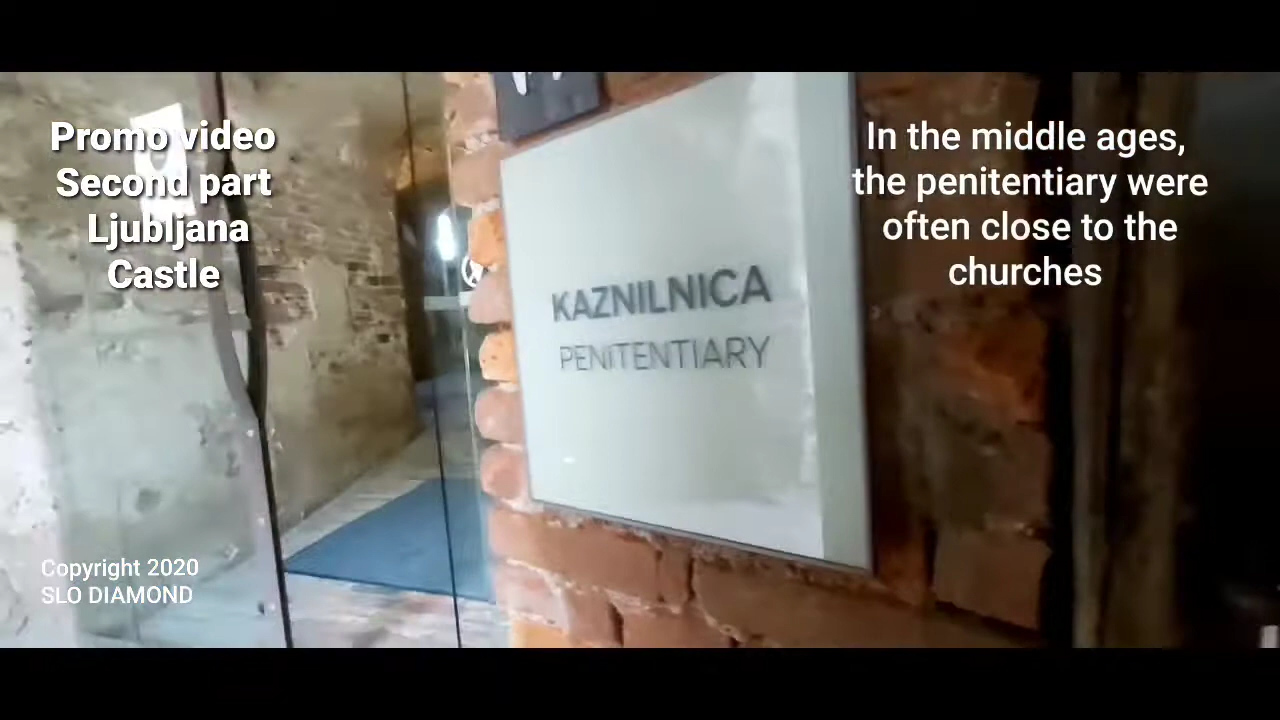 Promo video
Second part
Ljubljana
Castle
In the middle ages,
the penitentiary were
often close to the
churches
KAZNILNICA
PENITENTIARY
Copyright 2020
SLO DIAMOND